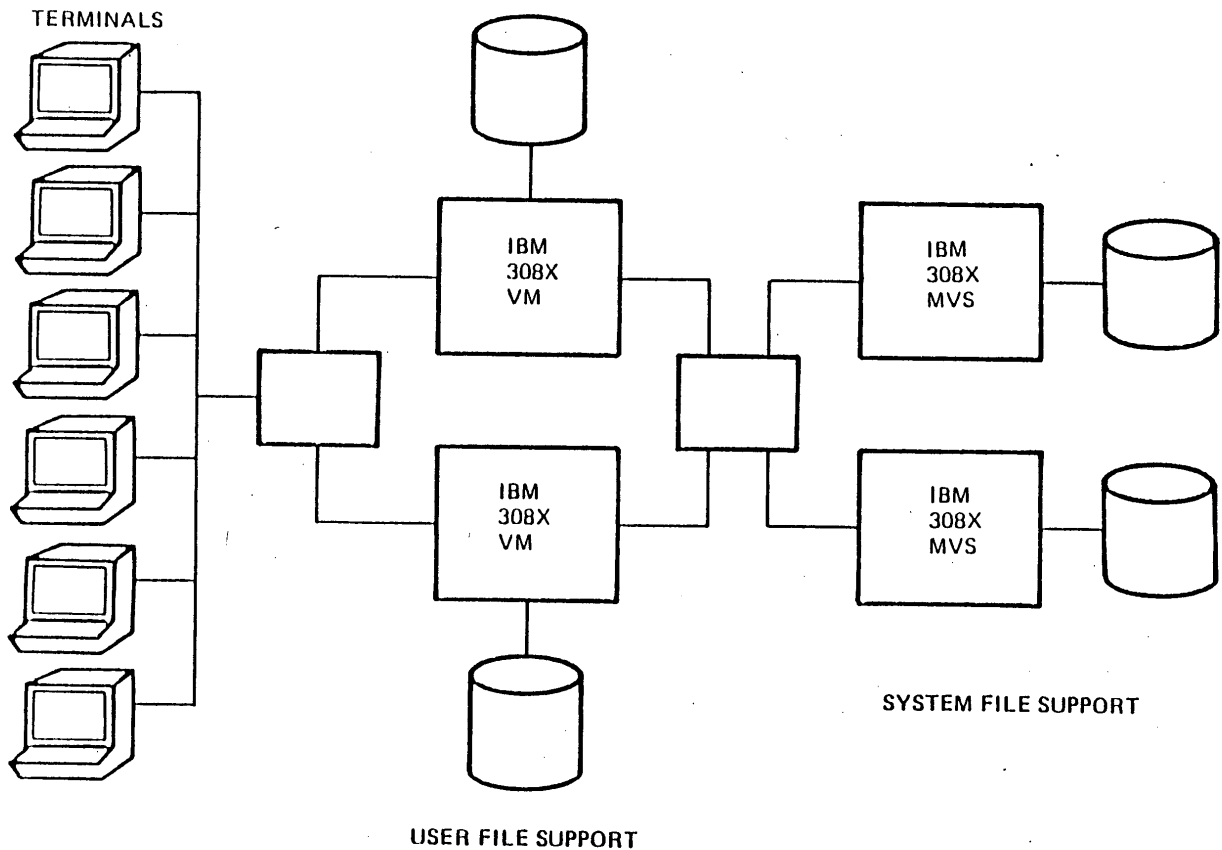 TERMINALS
IBM
308X
VM
IBM
308X
MVS
IBM
308X
VM
IBM
308X
MVS
SYSTEM FILE SUPPORT
USER FILE SUPPORT